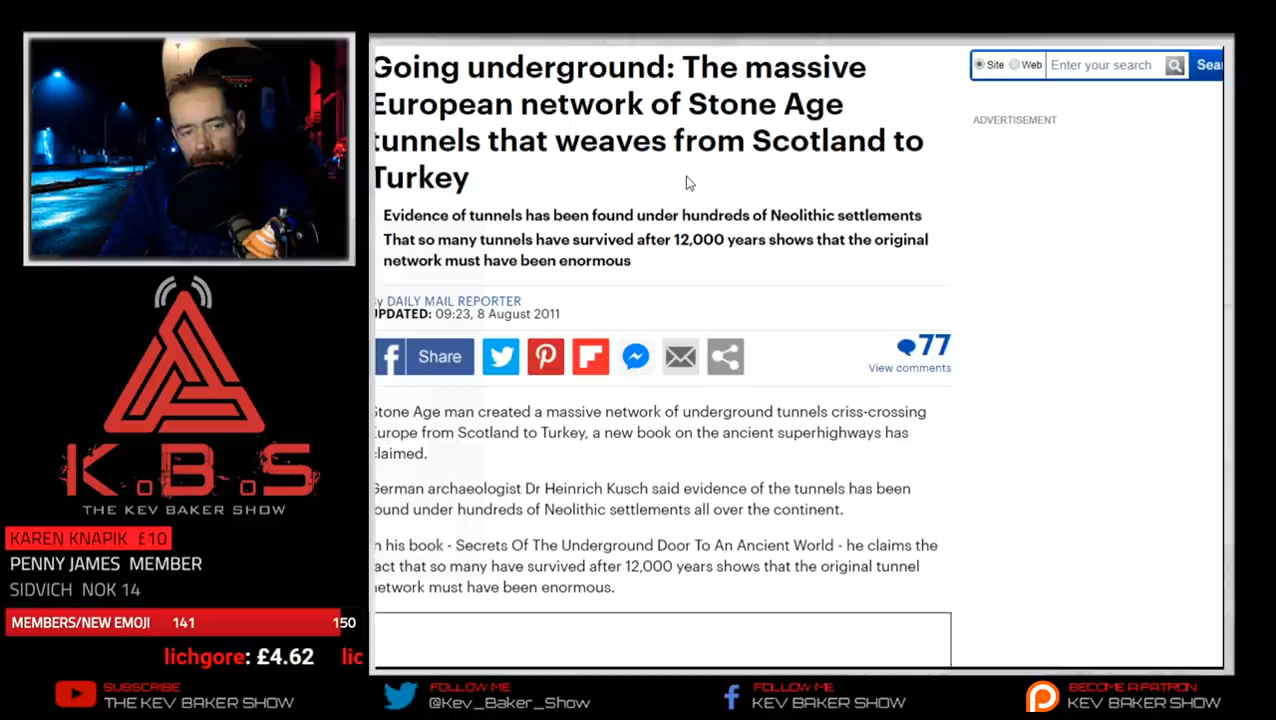 Going underground: The massive
European network of Stone Age
tunnels that weaves from Scotland to
Turkey
Evidence of tunnels has been found under hundreds of Neolithic settlements
That so many tunnels have survived after 12,000 years shows that the original
network must have been enormous
y DAILY MAIL REPORTER
UPDATED: 09:23, 8 August 2011
Share
77
View comments
Stone Age man created a massive network of underground tunnels criss-crossing
Europe from Scotland to Turkey, a new book on the ancient superhighways has
claimed.
German archaeologist Dr Heinrich Kusch said evidence of the tunnels has been
found under hundreds of Neolithic settlements all over the continent.
n his book - Secrets Of The Underground Door To An Ancient World - he claims the
fact that so many have survived after 12,000 years shows that the original tunnel
network must have been enormous.
Site Web Enter your search Sear
ADVERTISEMENT
K.B.S
THE KEV BAKER SHOW
KAREN KNAPIK £10
PENNY JAMES MEMBER
SIDVICH NOK 14
MEMBERS/NEW EMOJI 141 150
lichgore: £4.62 lic
SUBSCRIBE
THE KEV BAKER SHOW
FOLLOW ME
@Kev_Baker_Show
FOLLOW ME
KEV BAKER SHOW
BECOME A PATRON
KEV BAKER SHOW